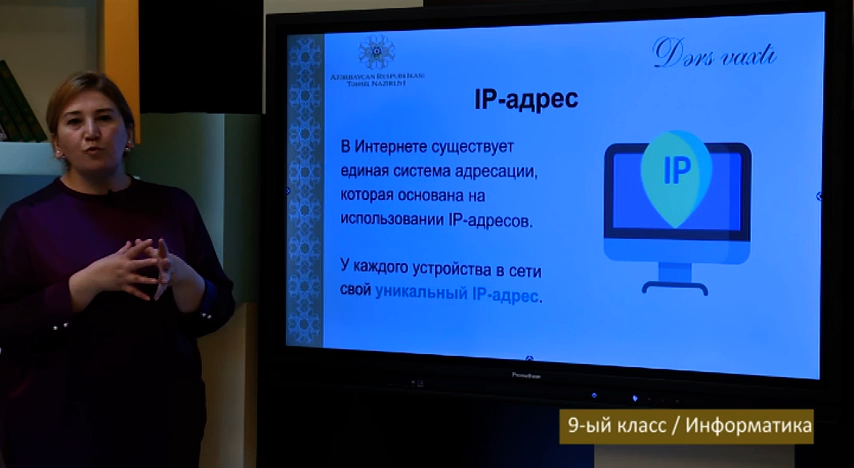 AZƏRBAYCAN RESPUBLİKASI
TƏHSİL NAZİRLİYİ
Dərs vaxtı
IP-адрес
В Интернете существует
единая система адресации,
которая основана на
использовании IP-адресов.
У каждого устройства в сети
свой уникальный IP-адрес.
IP
Promethean
9-ый класс / Информатика